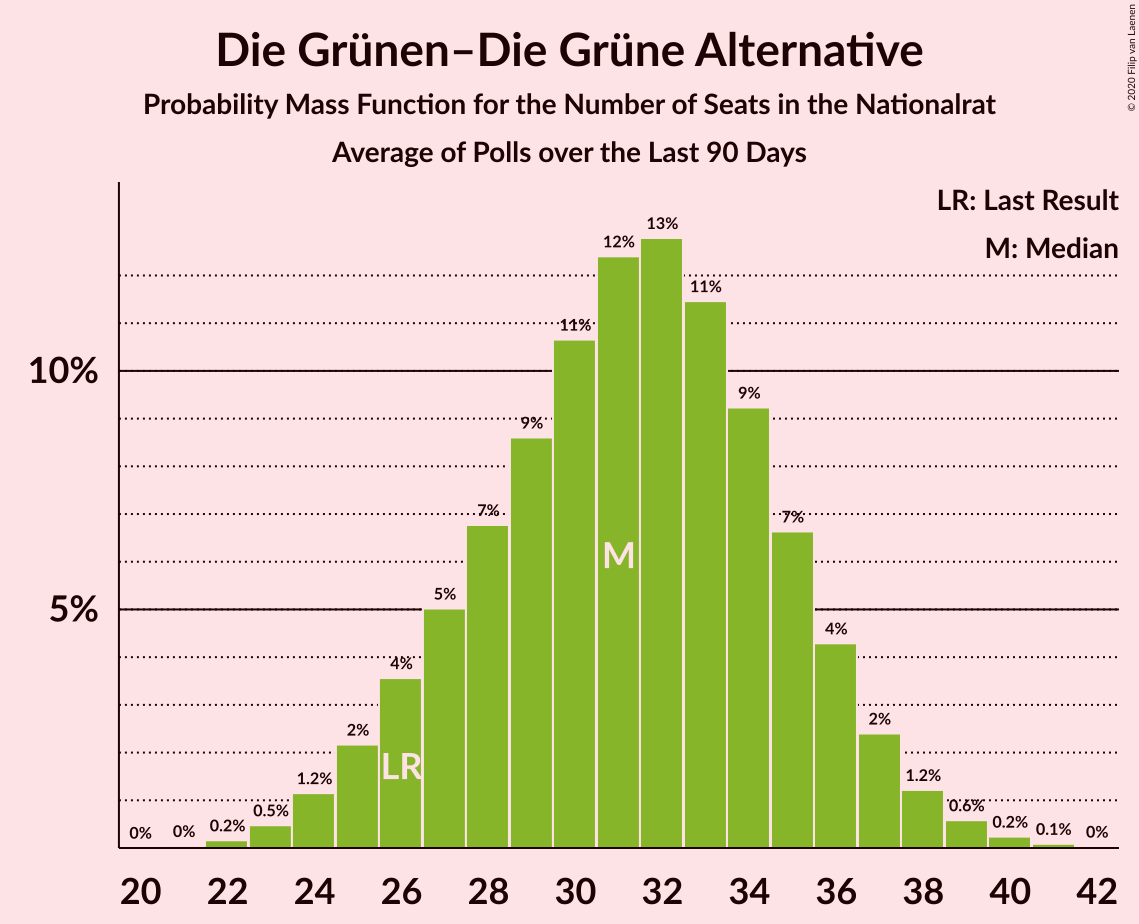 Die Grünen–Die Grüne Alternative
Probability Mass Function for the Number of Seats in the Nationalrat
Average of Polls over the Last 90 Days
© 2020 Filip van Laenen
LR: Last Result
M: Median
10%
5%
0%
0%
0.2%
0.5%
1.2%
2%
4%
5%
7%
9%
11%
12%
13%
11%
9%
7%
4%
2%
1.2%
0.6%
0.2%
0.1%
0%
LR
M
20 22 24 26 28 30 32 34 36 38 40 42